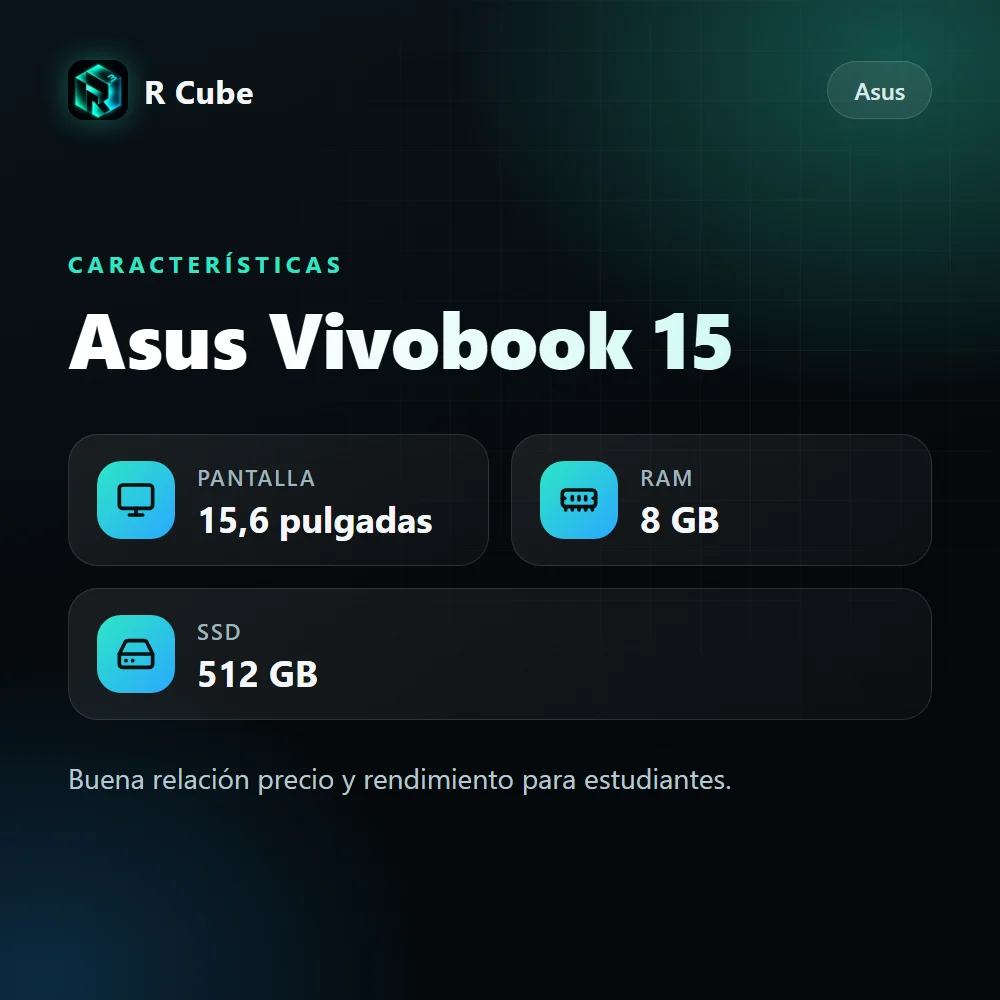 R Cube
Asus
CARACTERÍSTICAS
Asus Vivobook 15
PANTALLA
15,6 pulgadas
RAM
8 GB
SSD
512 GB
Buena relación precio y rendimiento para estudiantes.